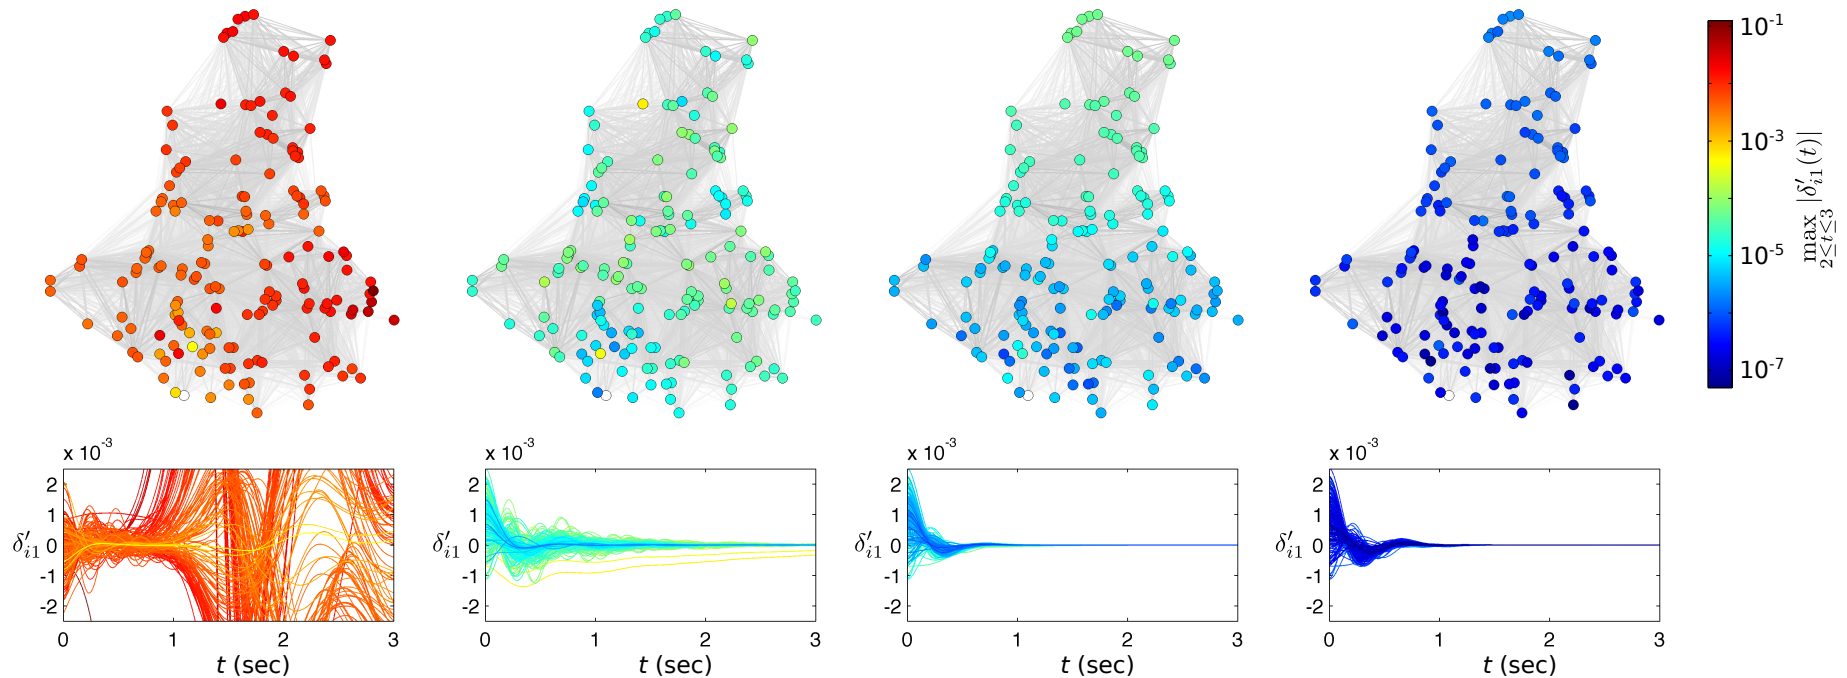 10⁻¹
10⁻³
10⁻⁵
10⁻⁷
max |δ′ᵢ₁(t)|
2≤t≤3
x 10⁻³
2
1
0
-1
-2
δ′ᵢ₁
0 1 2 3
t (sec)
x 10⁻³
2
1
0
-1
-2
δ′ᵢ₁
0 1 2 3
t (sec)
x 10⁻³
2
1
0
-1
-2
δ′ᵢ₁
0 1 2 3
t (sec)
x 10⁻³
2
1
0
-1
-2
δ′ᵢ₁
0 1 2 3
t (sec)